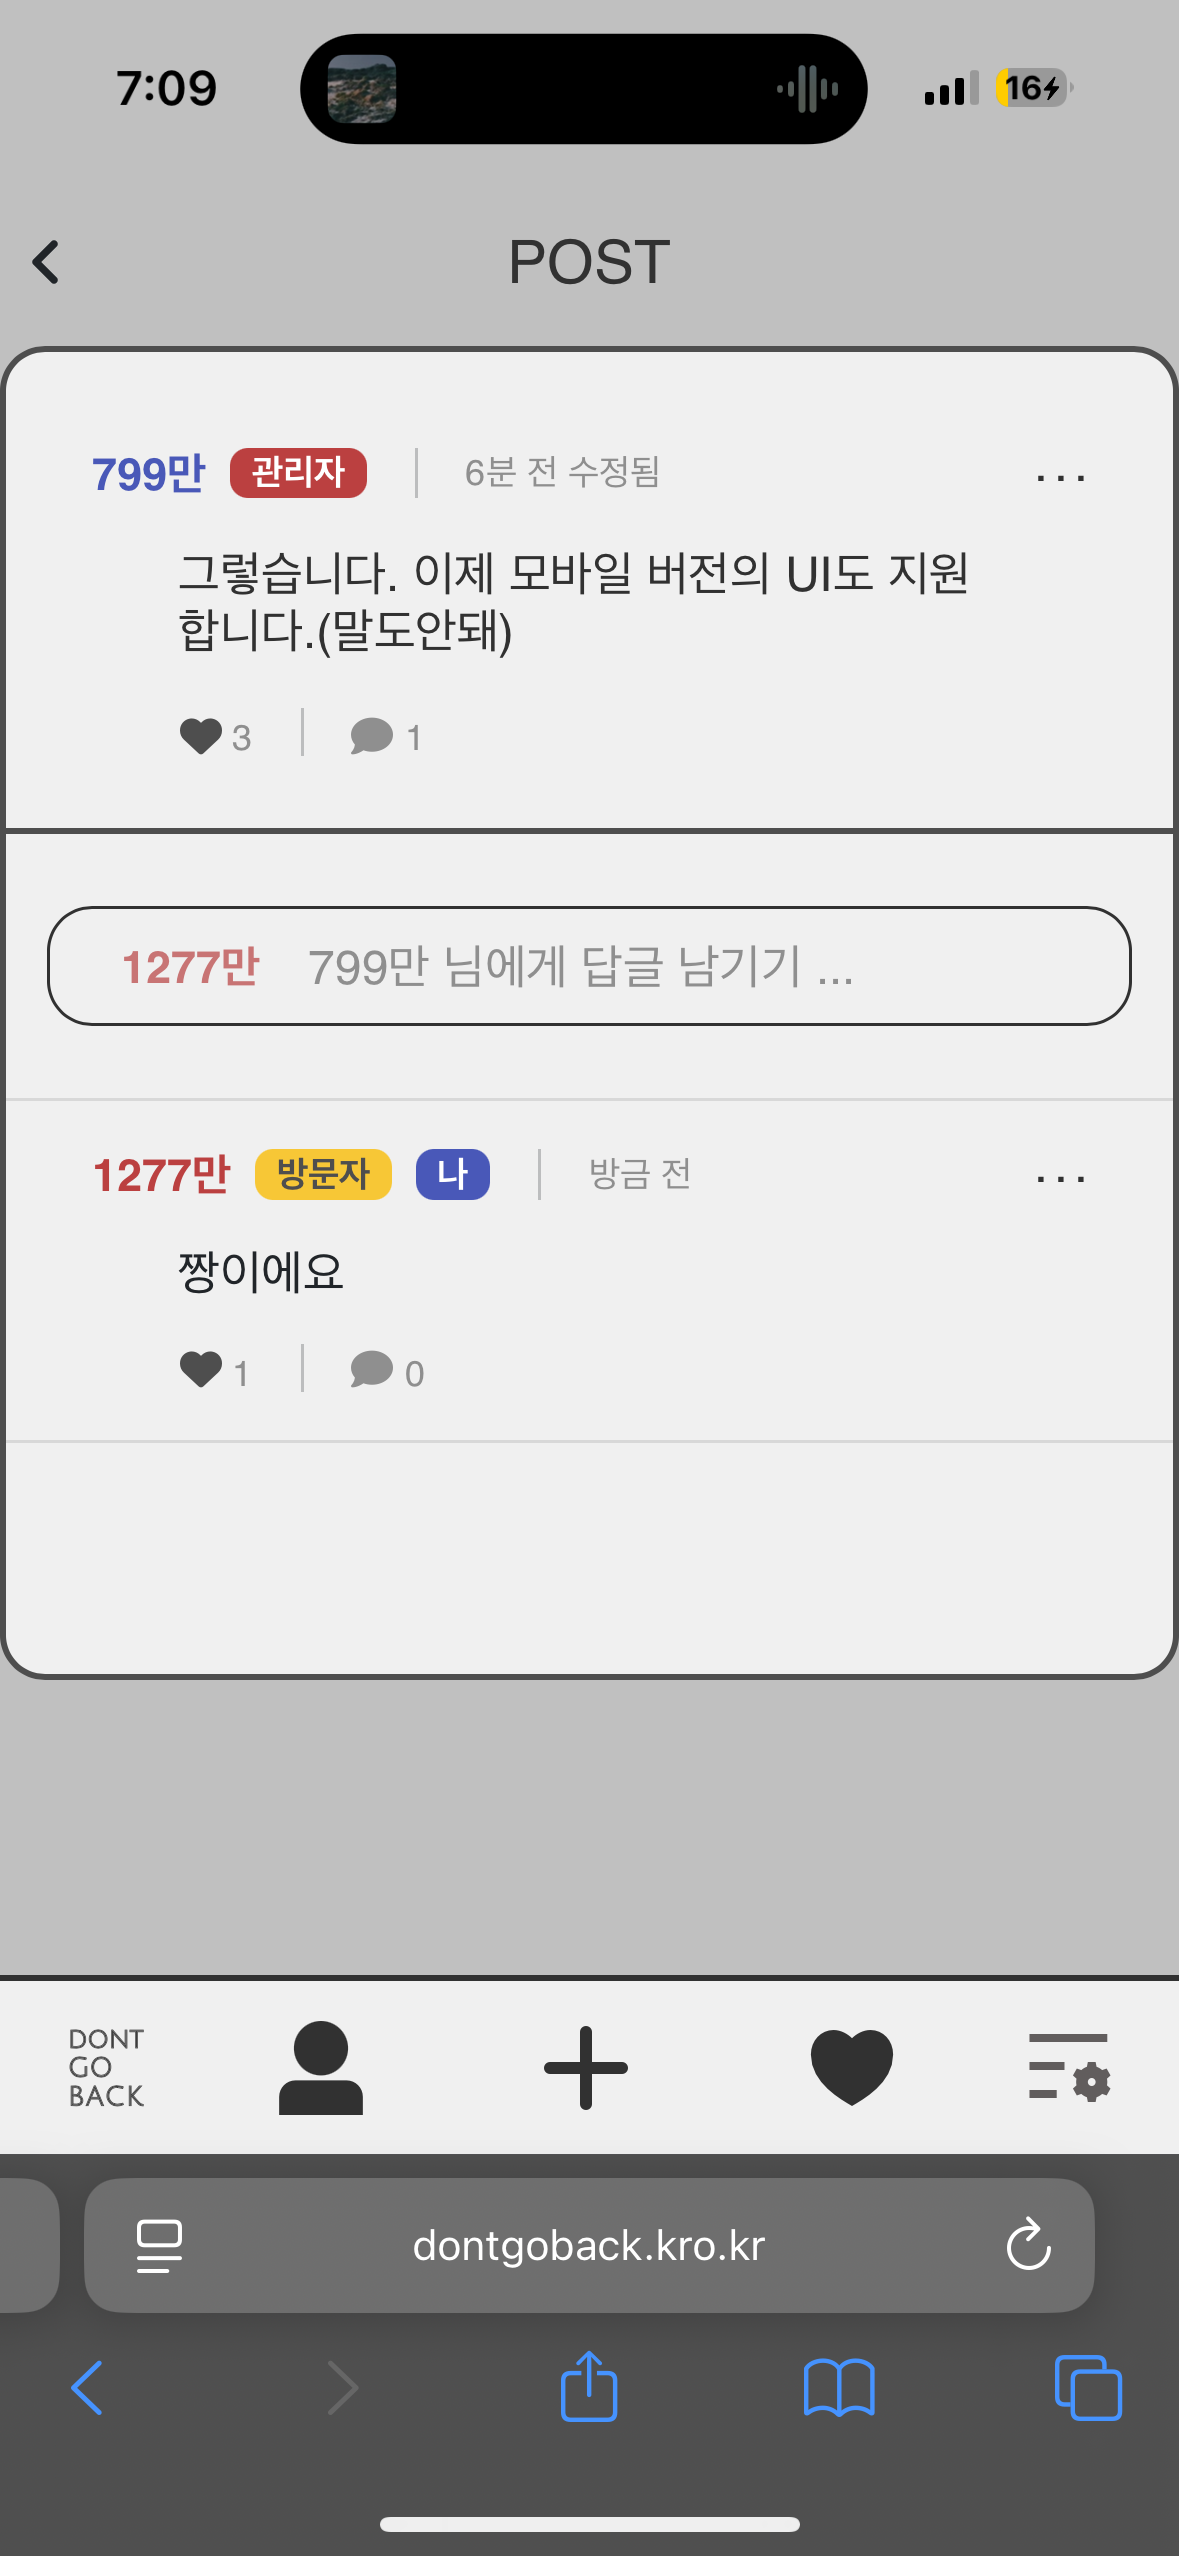 7:09
16
POST
799만 관리자 6분 전 수정됨 ...
그렇습니다. 이제 모바일 버전의 UI도 지원
합니다.(말도안돼)
3 1
1277만 799만 님에게 답글 남기기 ...
1277만 방문자 나 방금 전 ...
짱이에요
1 0
DONT
GO
BACK
dontgoback.kro.kr